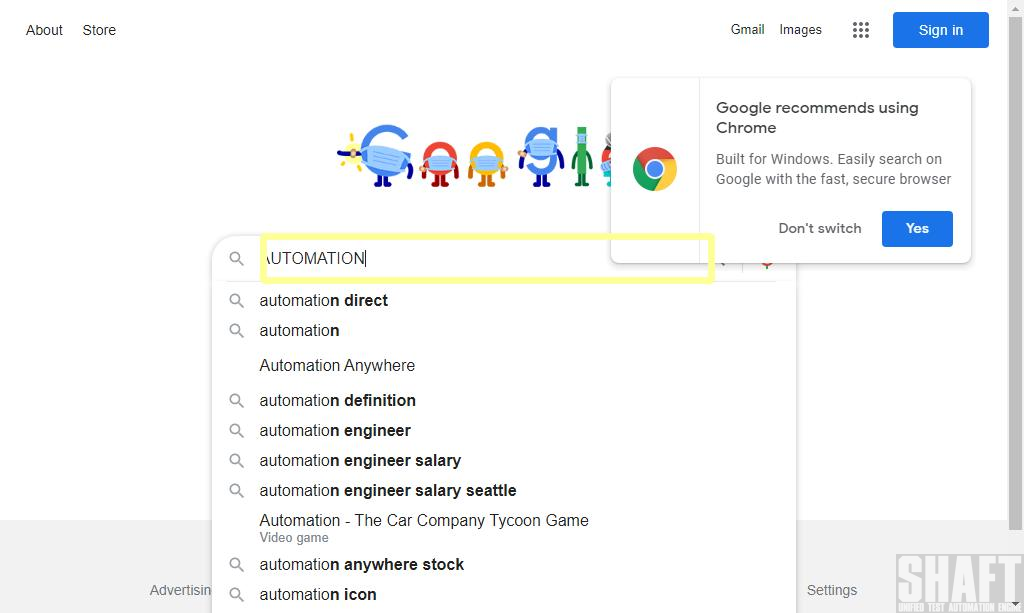 About Store Gmail Images Sign in
Google
Google recommends using
Chrome
Built for Windows. Easily search on
Google with the fast, secure browser
Don't switch Yes
AUTOMATION
automation direct
automation
Automation Anywhere
automation definition
automation engineer
automation engineer salary
automation engineer salary seattle
Automation - The Car Company Tycoon Game
Video game
automation anywhere stock
automation icon
Advertisin Settings
SHAFT
UNIFIED TEST AUTOMATION ENGINE